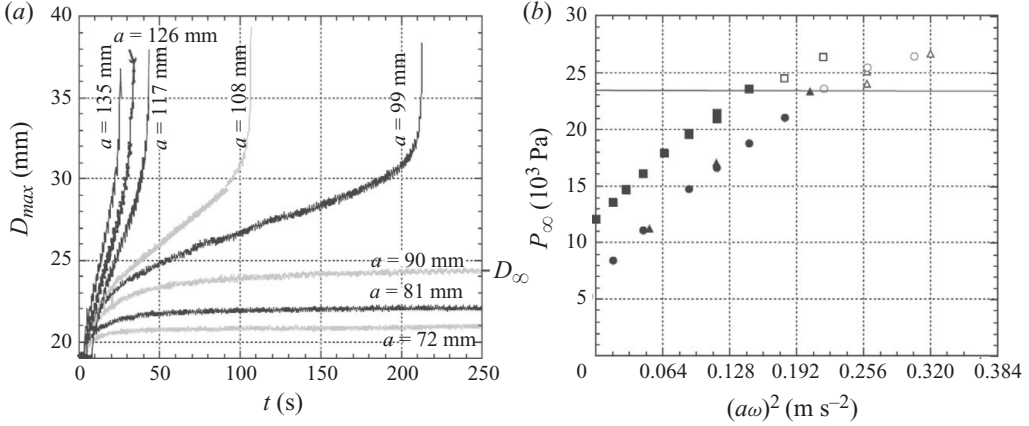 (a)
40
35
30
25
20
D_max (mm)
a = 135 mm
a = 126 mm
a = 117 mm
a = 108 mm
a = 99 mm
a = 90 mm
a = 81 mm
a = 72 mm
D_∞
0
50
100
150
200
250
t (s)
(b)
30
25
20
15
10
5
0
P_∞ (10³ Pa)
0.064
0.128
0.192
0.256
0.320
0.384
(aω)² (m s⁻²)